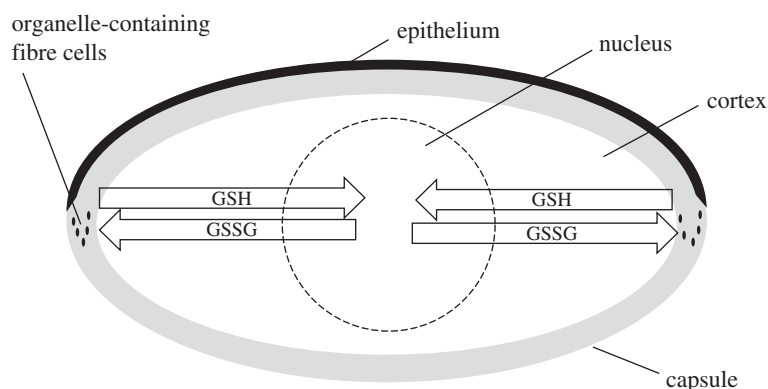 organelle-containing
fibre cells
epithelium
nucleus
cortex
GSH
GSH
GSSG
GSSG
capsule